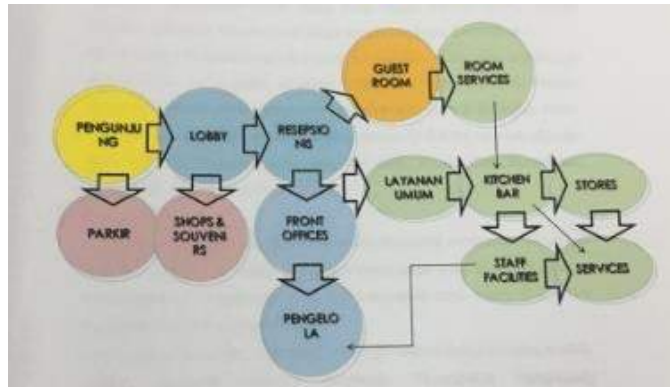 GUEST
ROOM
ROOM
SERVICES
PENGUNJU
NG
LOBBY
RESEPSIO
NIS
LAYANAN
UMUM
KITCHEN
BAR
STORES
PARKIR
SHOPS &
SOUVENI
RS
FRONT
OFFICES
STAFF
FACILITIES
SERVICES
PENGELO
LA